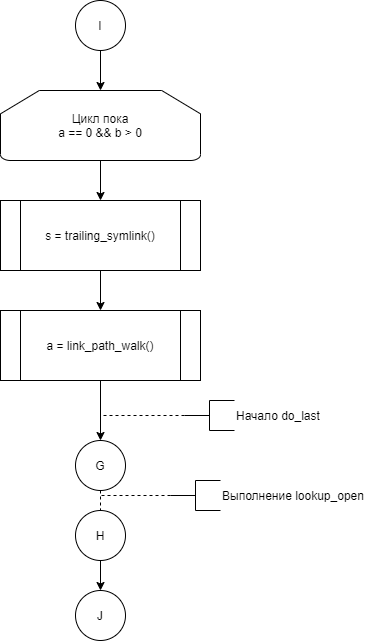 I
Цикл пока
a == 0 && b > 0
s = trailing_symlink()
a = link_path_walk()
Начало do_last
G
Выполнение lookup_open
H
J